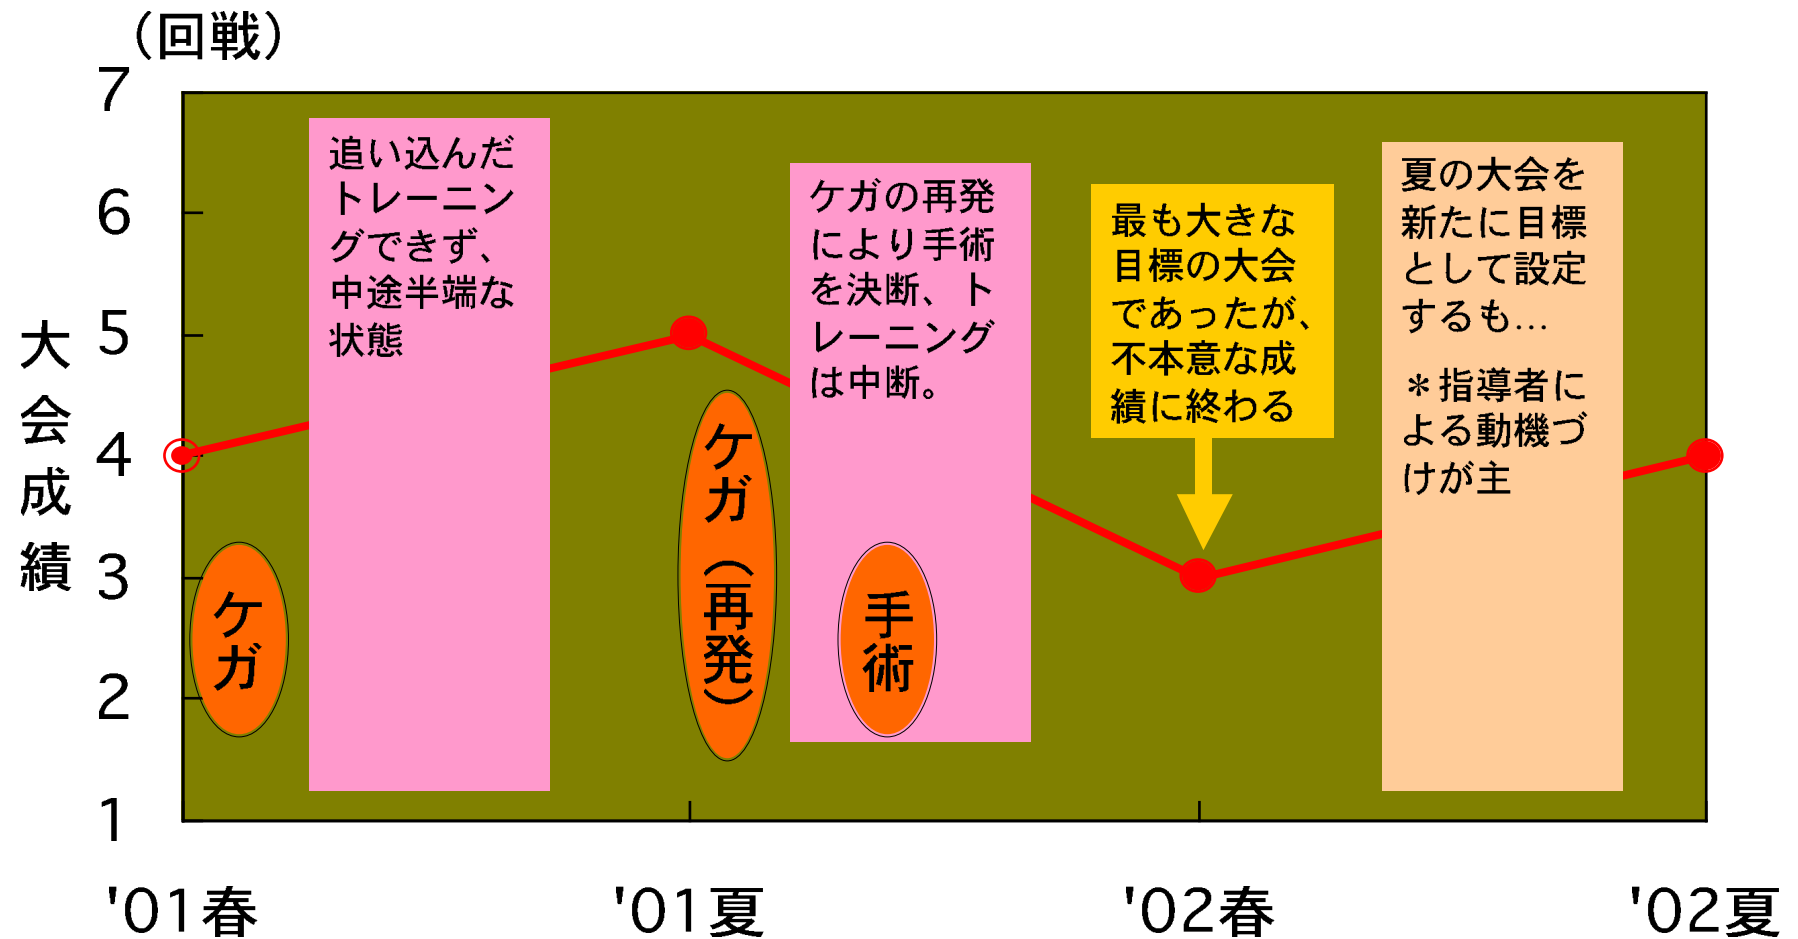 （回戦）
7
6
5
4
3
2
1
大会成績
追い込んだ
トレーニン
グできず、
中途半端な
状態
ケガの再発
により手術
を決断、ト
レーニング
は中断。
最も大きな
目標の大会
であったが、
不本意な成
績に終わる
夏の大会を
新たに目標
として設定
するも…
＊指導者に
よる動機づ
けが主
ケガ
ケガ（再発）
手術
'01春
'01夏
'02春
'02夏